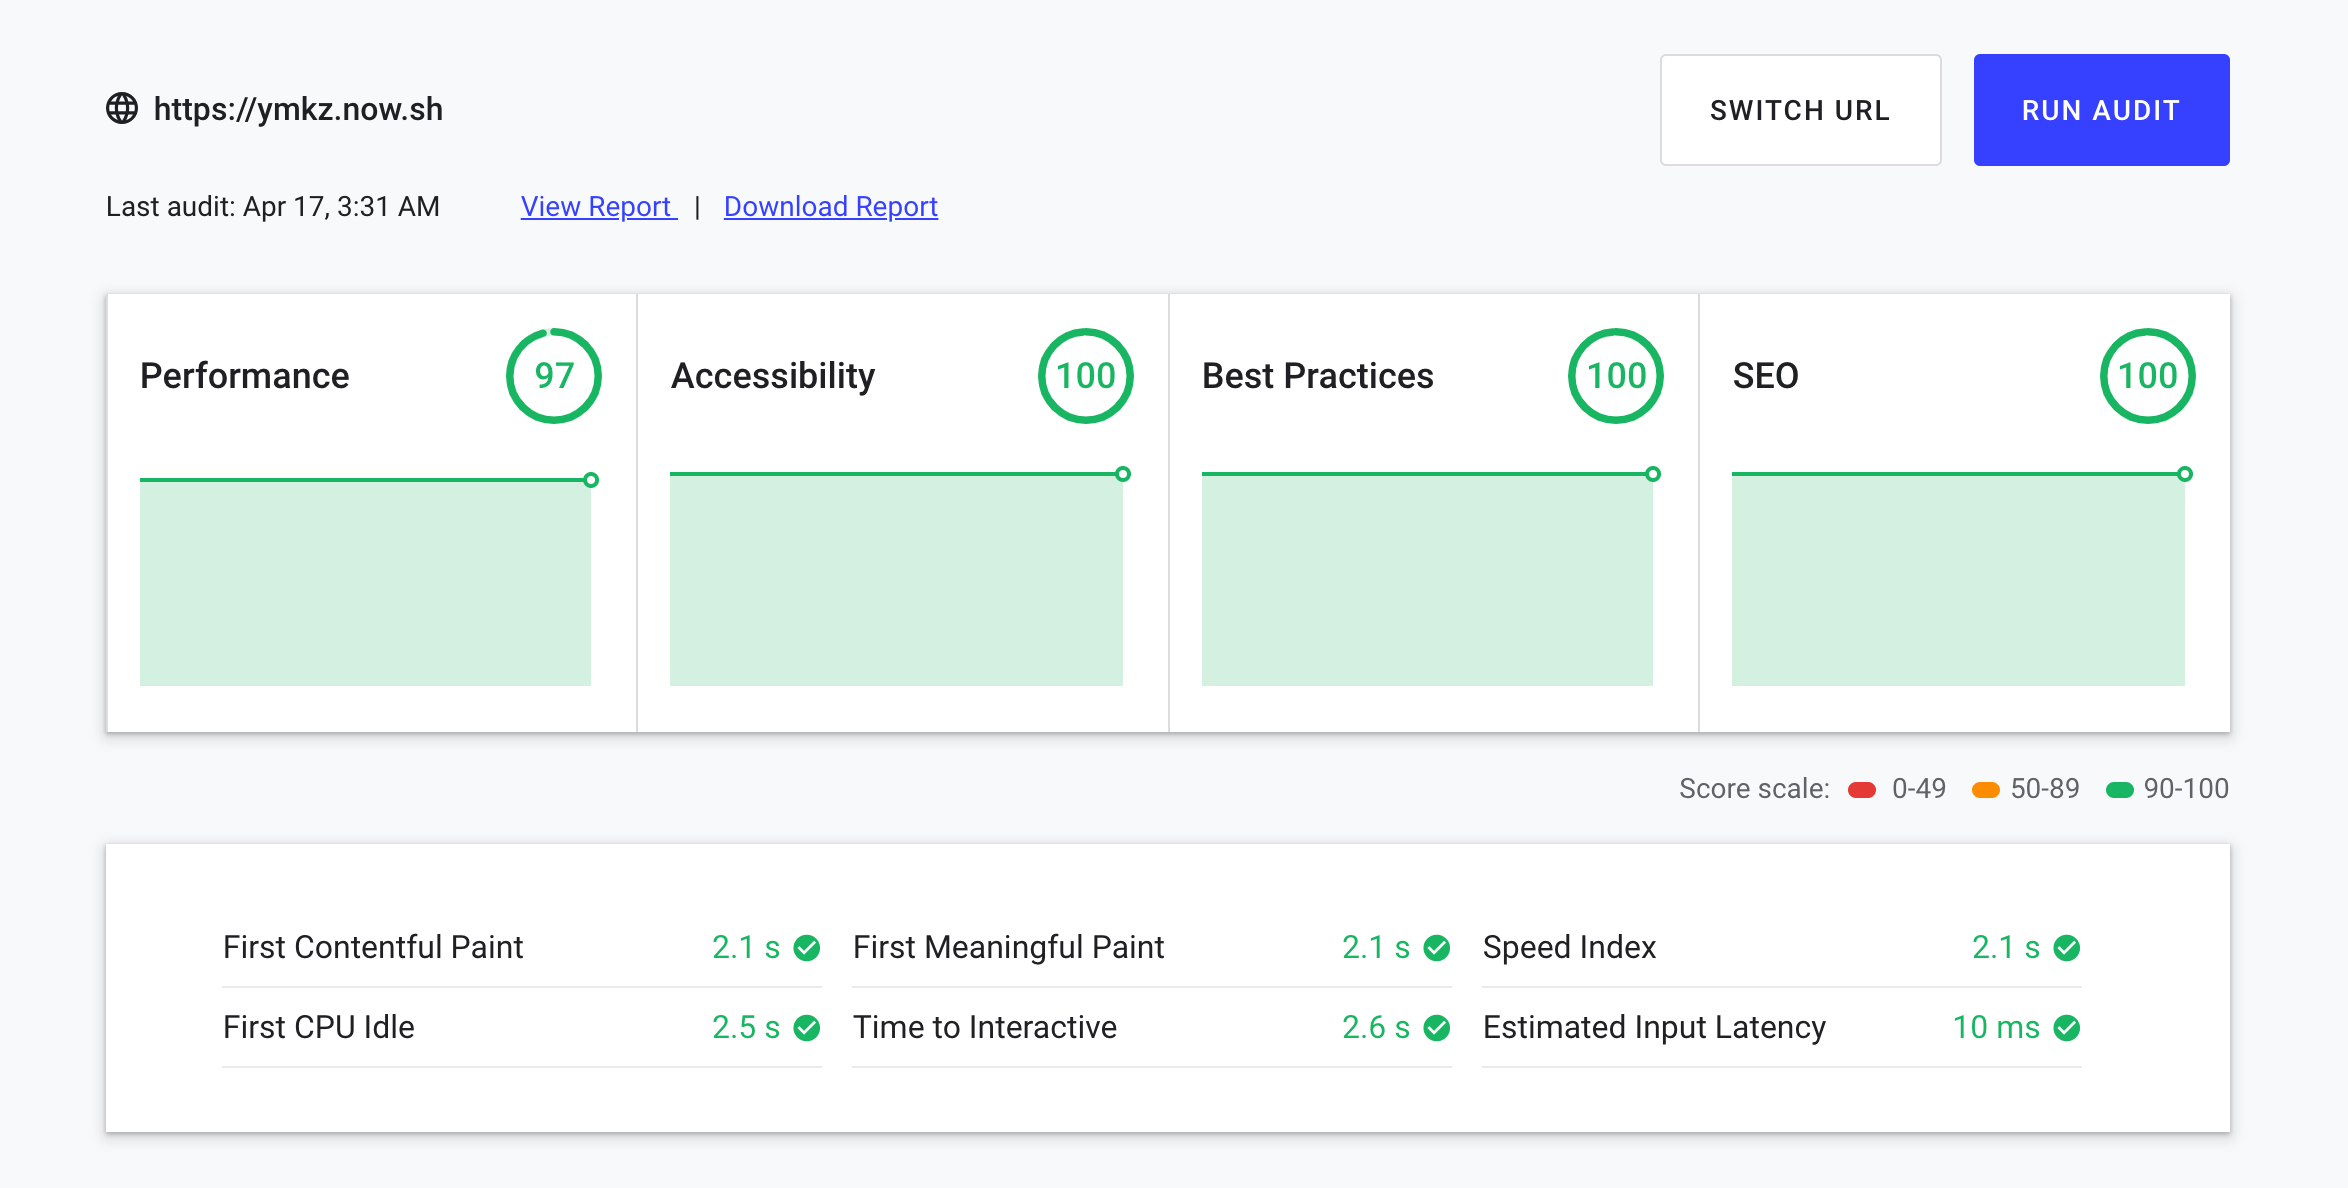 https://ymkz.now.sh
SWITCH URL
RUN AUDIT
Last audit: Apr 17, 3:31 AM
View Report | Download Report
Performance 97
Accessibility 100
Best Practices 100
SEO 100
Score scale: 0-49 50-89 90-100
First Contentful Paint 2.1 s
First Meaningful Paint 2.1 s
Speed Index 2.1 s
First CPU Idle 2.5 s
Time to Interactive 2.6 s
Estimated Input Latency 10 ms